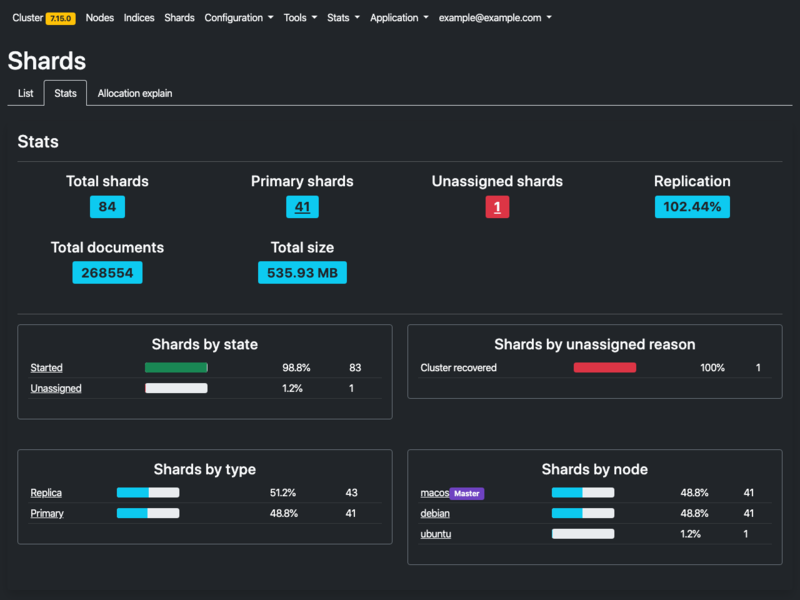 Cluster 7.15.0 Nodes Indices Shards Configuration Tools Stats Application example@example.com
Shards
List Stats Allocation explain
Stats
Total shards Primary shards Unassigned shards Replication
84 41 1 102.44%
Total documents Total size
268554 535.93 MB
Shards by state
Started 98.8% 83
Unassigned 1.2% 1
Shards by unassigned reason
Cluster recovered 100% 1
Shards by type
Replica 51.2% 43
Primary 48.8% 41
Shards by node
macos Master 48.8% 41
debian 48.8% 41
ubuntu 1.2% 1